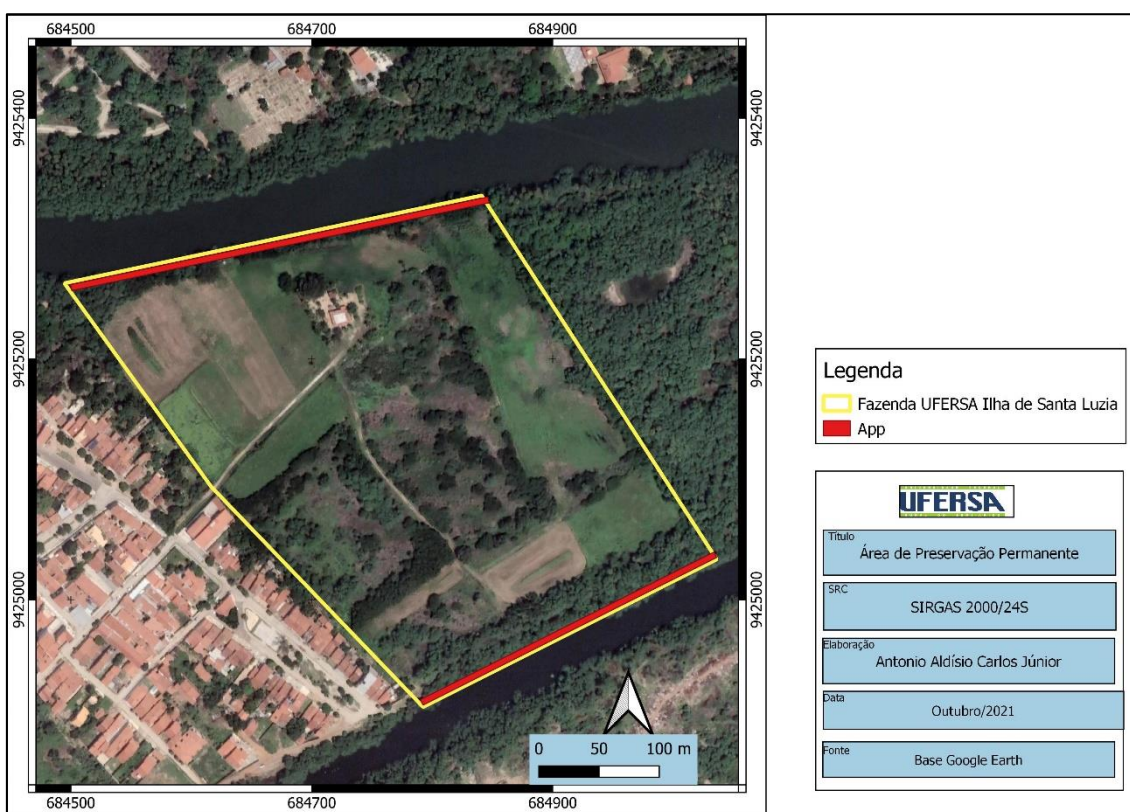 684500 684700 684900
9425400 9425400
9425200 9425200
9425000 9425000
0 50 100 m
684500 684700 684900
Legenda
Fazenda UFERSA Ilha de Santa Luzia
App
UFERSA
Título
Área de Preservação Permanente
SRC
SIRGAS 2000/24S
Elaboração
Antonio Aldísio Carlos Júnior
Data
Outubro/2021
Fonte
Base Google Earth